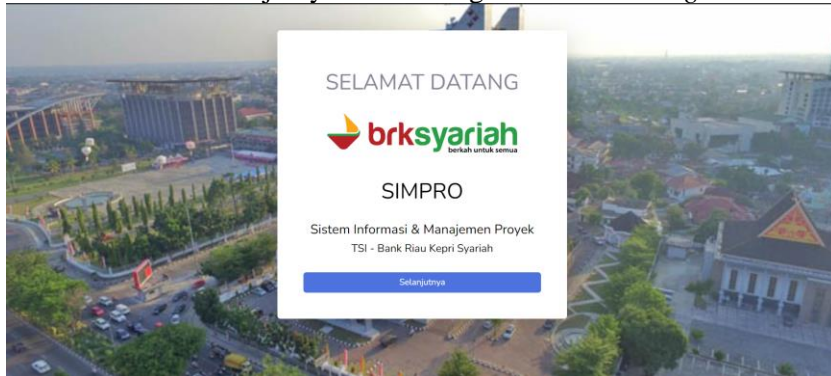 SELAMAT DATANG
brksyariah
berkah untuk semua
SIMPRO
Sistem Informasi & Manajemen Proyek
TSI - Bank Riau Kepri Syariah
Selanjutnya